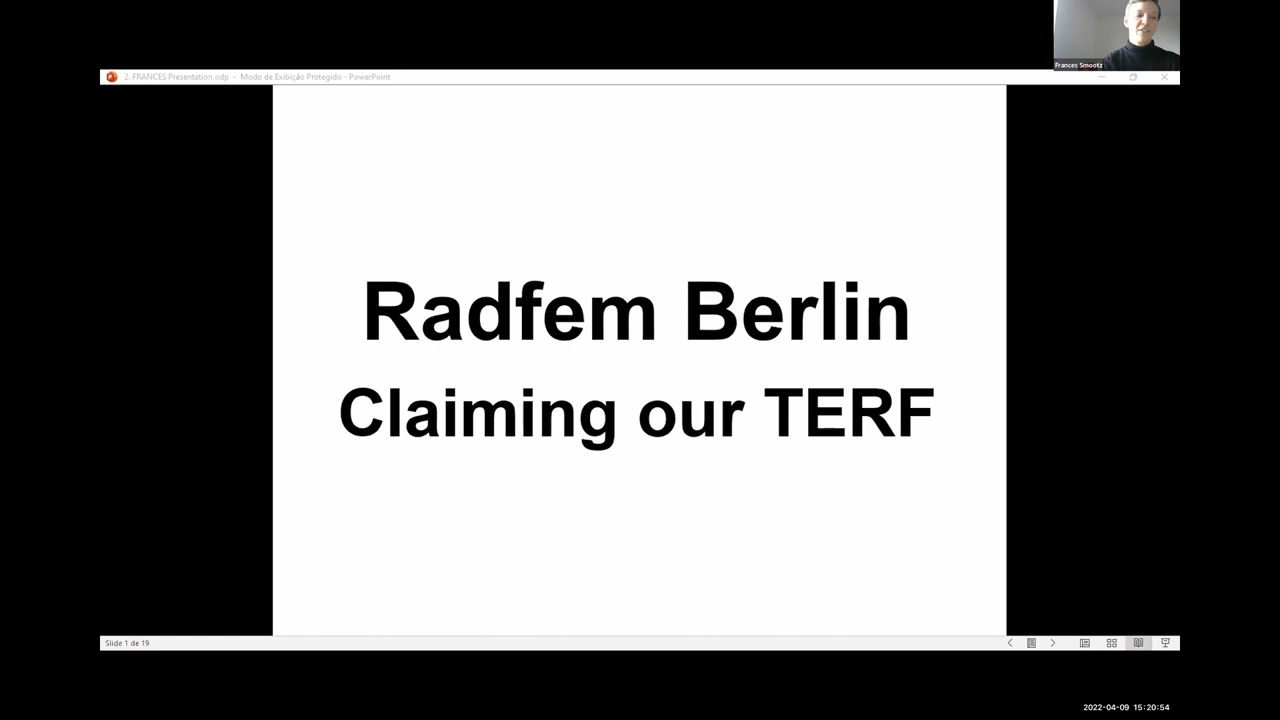 Frances Smootz
2. FRANCES Presentation.odp - Modo de Exibição Protegido - PowerPoint
Radfem Berlin
Claiming our TERF
Slide 1 de 19
2022-04-09 15:20:54